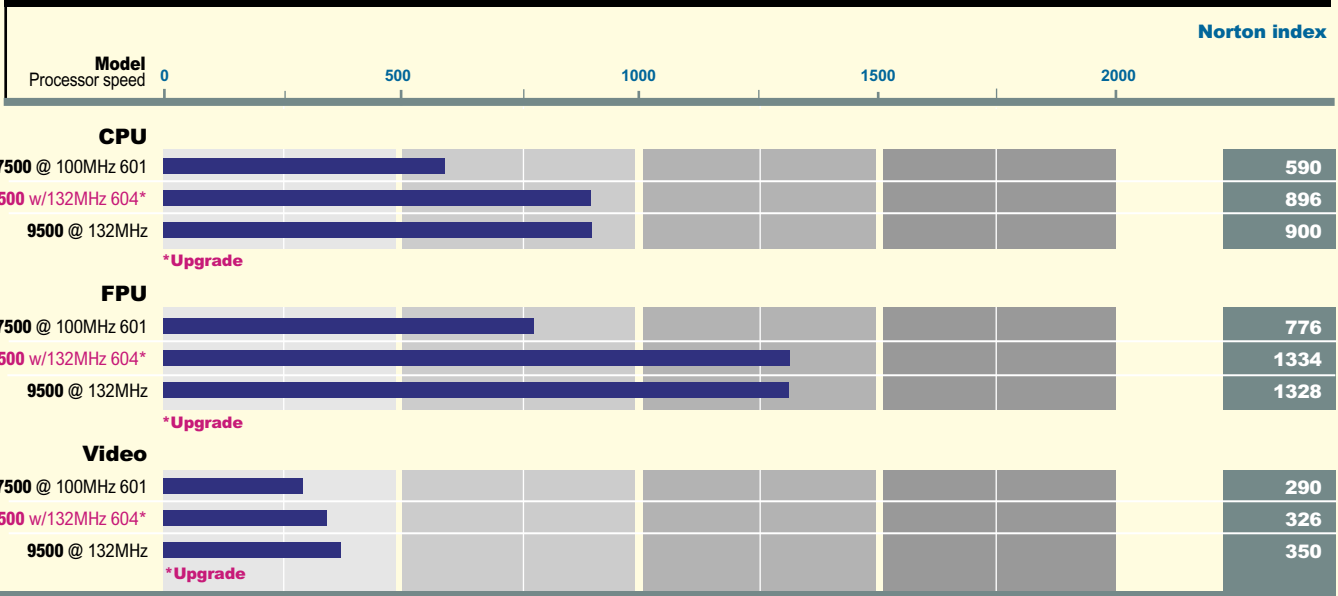 Norton index
Model
Processor speed
0 500 1000 1500 2000
CPU
7500 @ 100MHz 601 590
500 w/132MHz 604* 896
9500 @ 132MHz 900
*Upgrade
FPU
7500 @ 100MHz 601 776
500 w/132MHz 604* 1334
9500 @ 132MHz 1328
*Upgrade
Video
7500 @ 100MHz 601 290
500 w/132MHz 604* 326
9500 @ 132MHz 350
*Upgrade